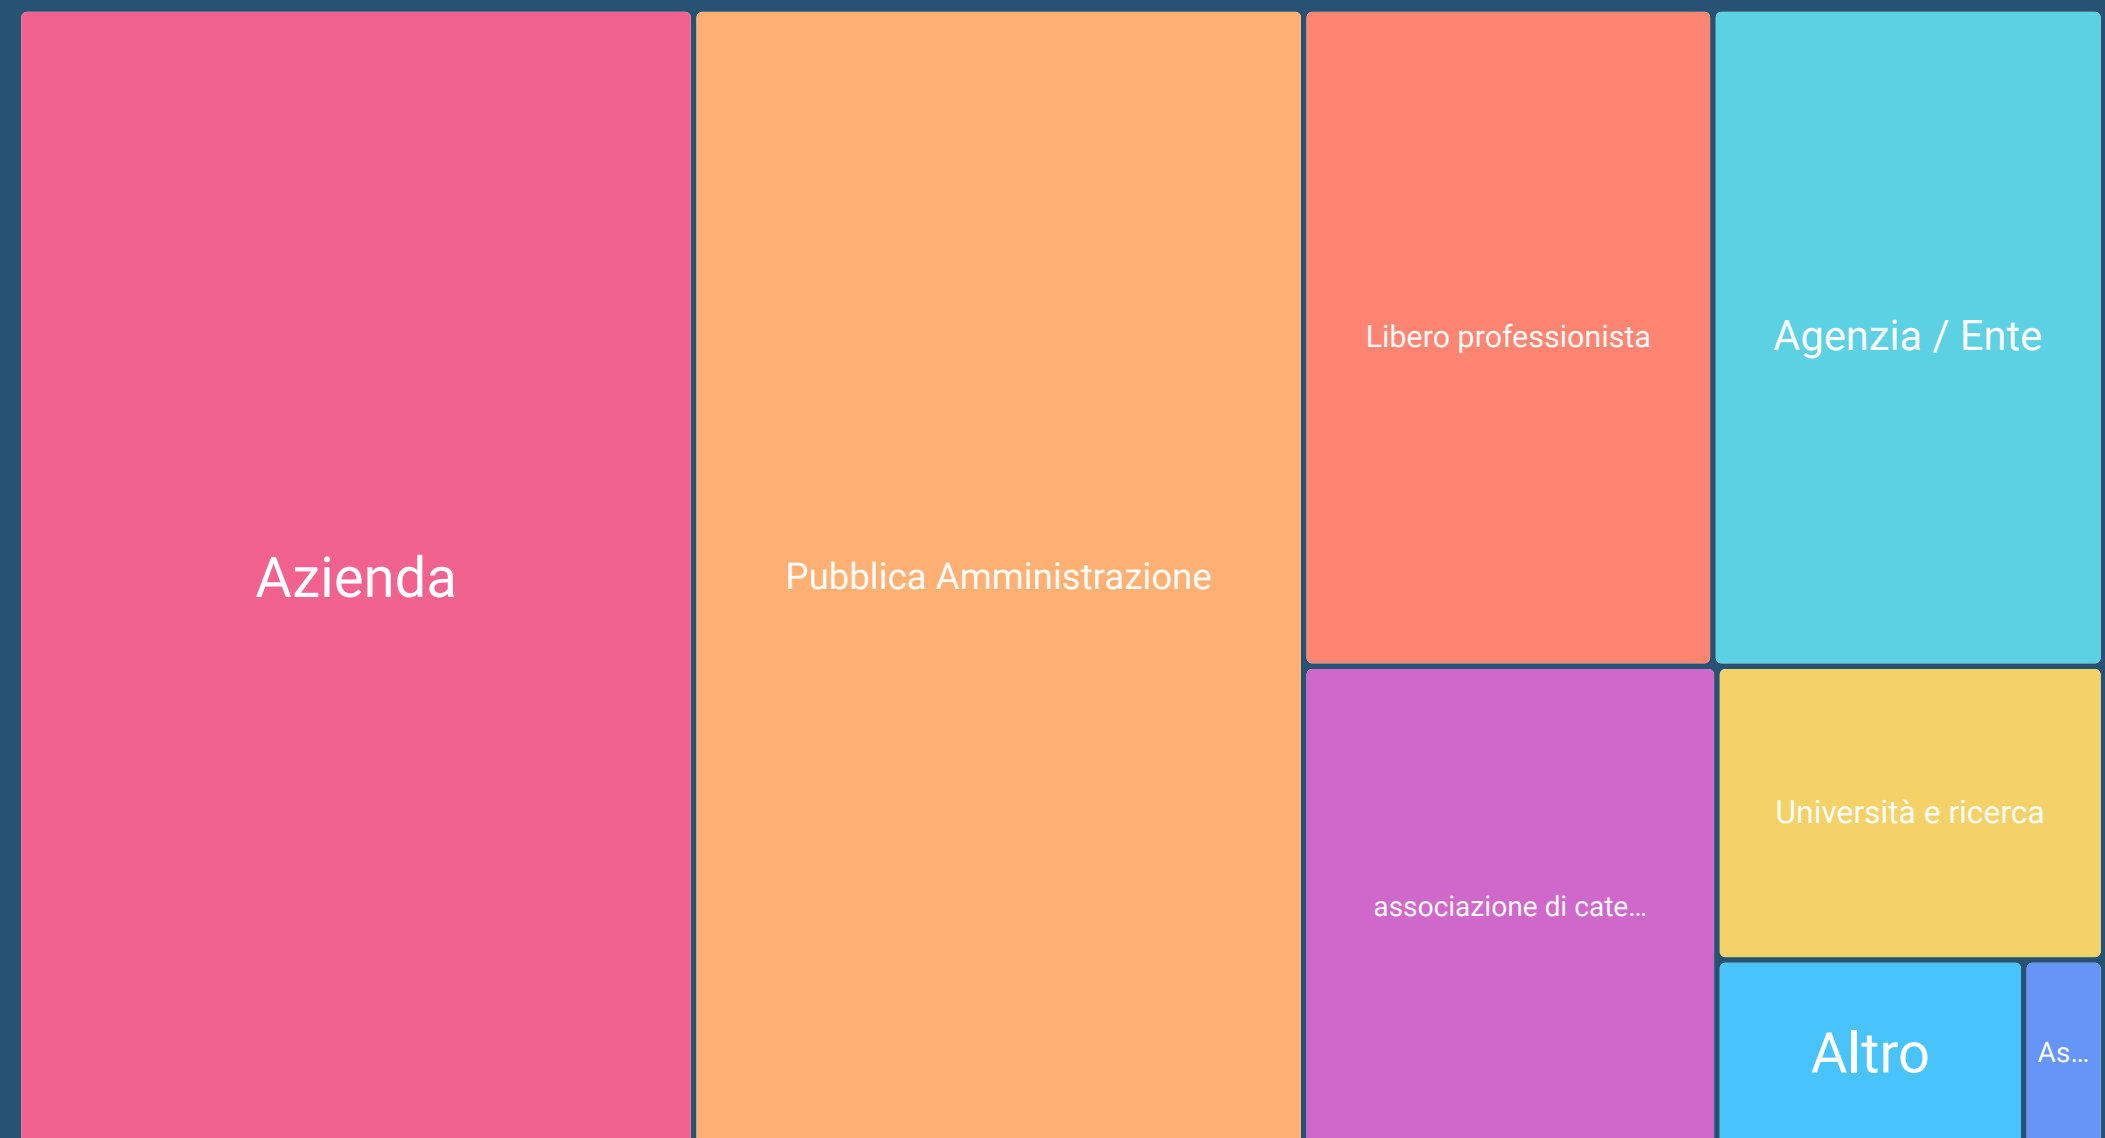 Azienda
Pubblica Amministrazione
Libero professionista
Agenzia / Ente
associazione di cate…
Università e ricerca
Altro
As…